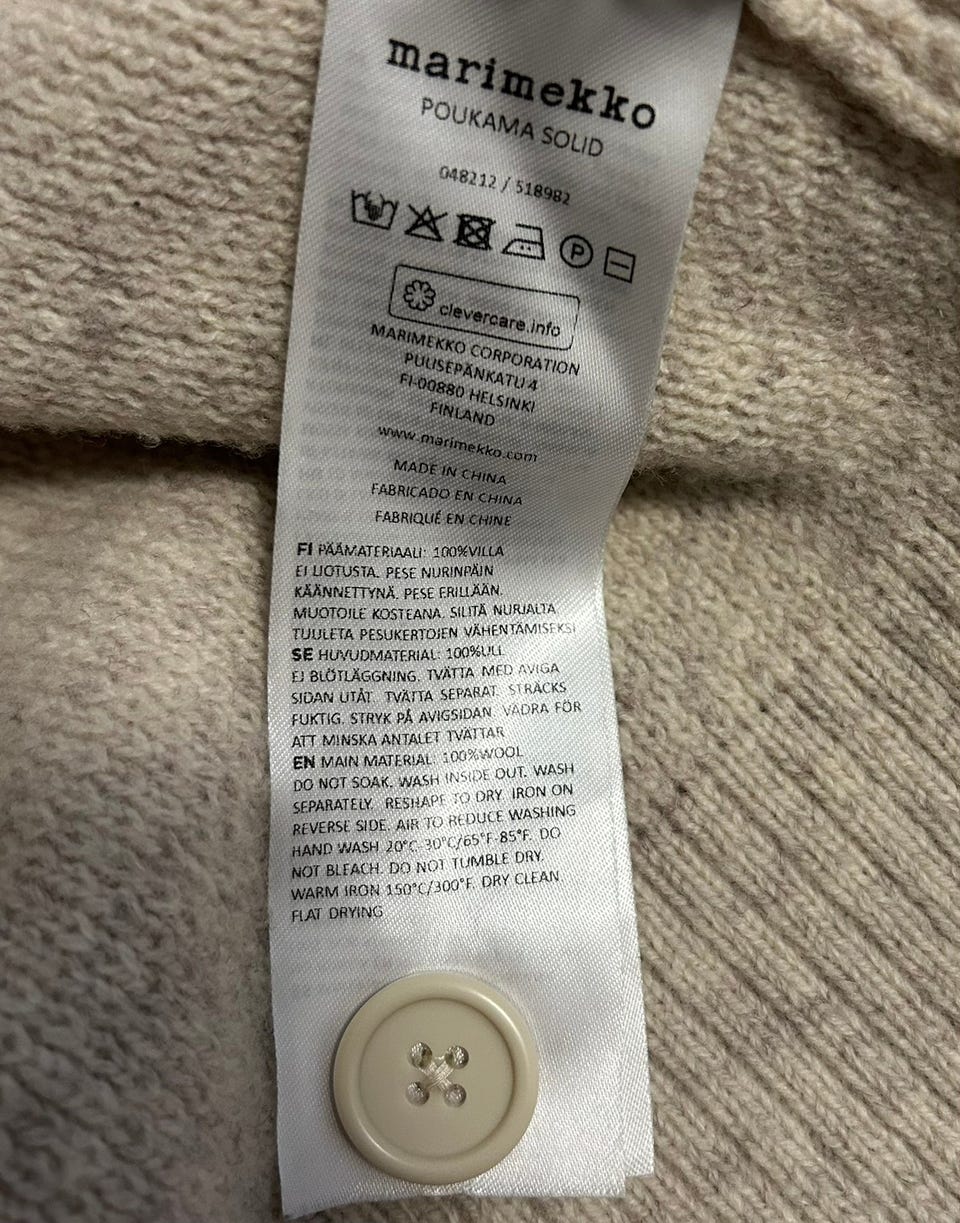 marimekko
POUKAMA SOLID
048212 / 518982
P
clevercare.info
MARIMEKKO CORPORATION
PUUSEPÄNKATU 4
FI-00880 HELSINKI
FINLAND
www.marimekko.com
MADE IN CHINA
FABRICADO EN CHINA
FABRIQUÉ EN CHINE
FI PÄÄMATERIAALI: 100%VILLA
EI LIOTUSTA. PESE NURINPÄIN
KÄÄNNETTYNÄ. PESE ERILLÄÄN.
MUOTOILE KOSTEANA. SILITÄ NURJALTA
TUULETA PESUKERTOJEN VÄHENTÄMISEKSI
SE HUVUDMATERIAL: 100%ULL
EJ BLÖTLÄGGNING. TVÄTTA MED AVIGA
SIDAN UTÅT. TVÄTTA SEPARAT. STRÄCKS
FUKTIG. STRYK PÅ AVIGSIDAN. VÄDRA FÖR
ATT MINSKA ANTALET TVÄTTAR
EN MAIN MATERIAL: 100%WOOL
DO NOT SOAK. WASH INSIDE OUT. WASH
SEPARATELY. RESHAPE TO DRY. IRON ON
REVERSE SIDE. AIR TO REDUCE WASHING
HAND WASH 20°C-30°C/65°F-85°F. DO
NOT BLEACH. DO NOT TUMBLE DRY.
WARM IRON 150°C/300°F. DRY CLEAN.
FLAT DRYING